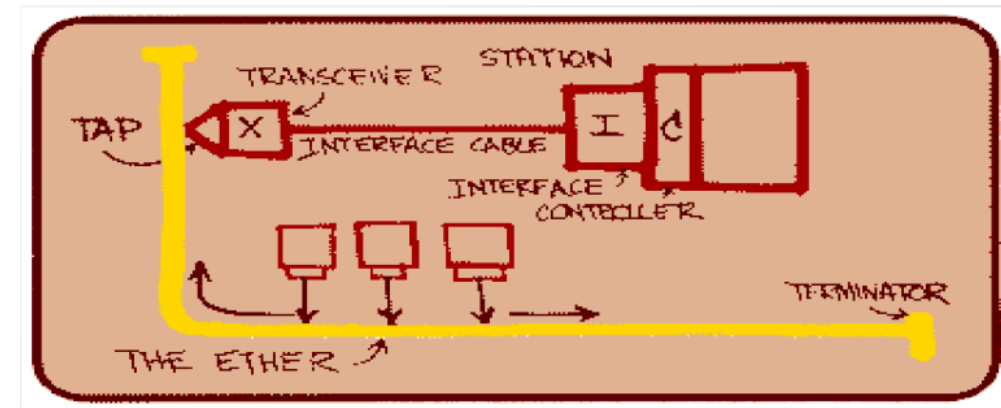 STATION
TRANSCEIVER
TAP
X
I
C
INTERFACE CABLE
INTERFACE
CONTROLLER
TERMINATOR
THE ETHER